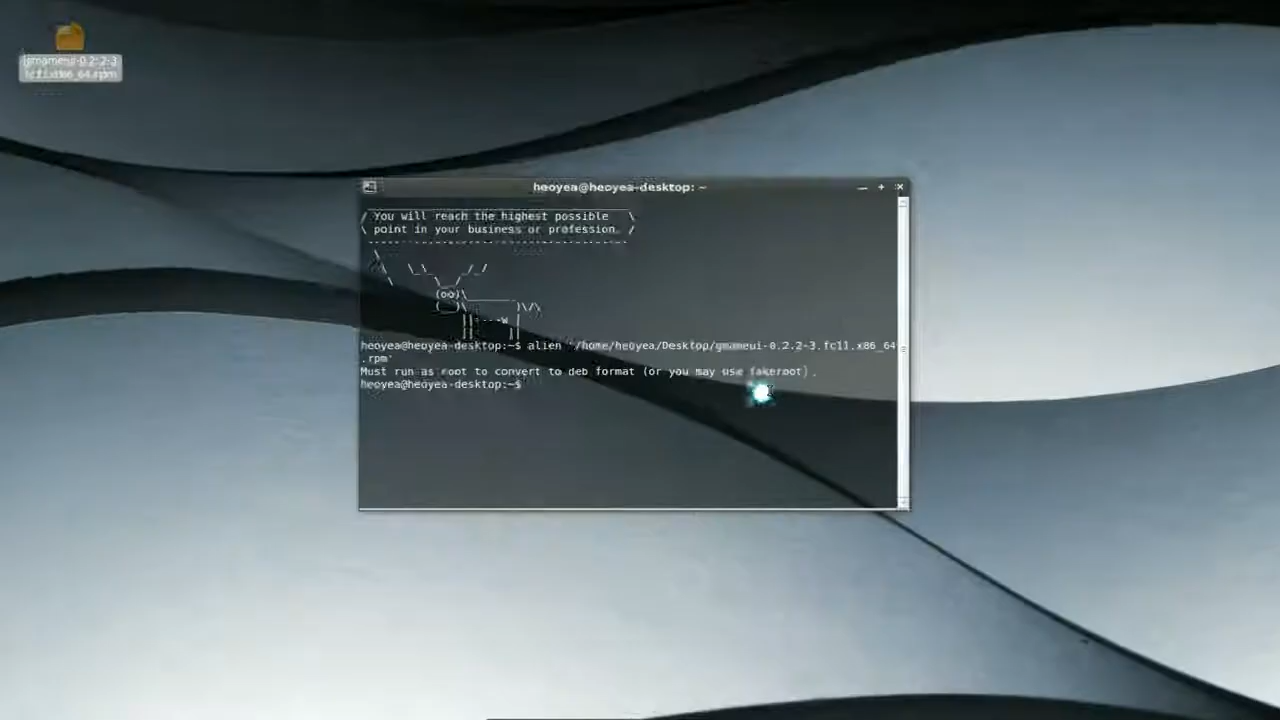 gmameui-0.2.2-3
.fc11.x86_64.rpm
heoyea@heoyea-desktop: ~
/ You will reach the highest possible \
\ point in your business or profession. /
heoyea@heoyea-desktop:~$ alien '/home/heoyea/Desktop/gmameui-0.2.2-3.fc11.x86_64
.rpm'
Must run as root to convert to deb format (or you may use fakeroot).
heoyea@heoyea-desktop:~$